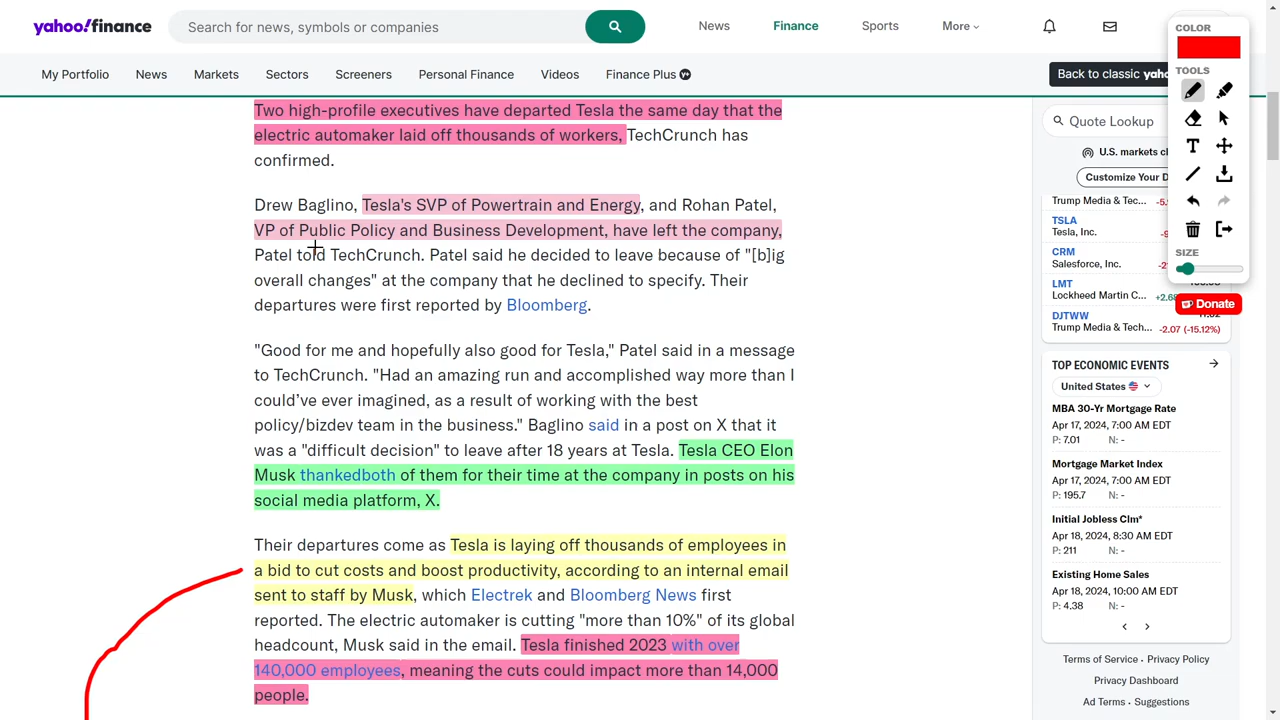 yahoo!finance
Search for news, symbols or companies
News
Finance
Sports
More
My Portfolio
News
Markets
Sectors
Screeners
Personal Finance
Videos
Finance Plus
Back to classic
COLOR
TOOLS
SIZE
Donate
Two high-profile executives have departed Tesla the same day that the
electric automaker laid off thousands of workers, TechCrunch has
confirmed.
Drew Baglino, Tesla's SVP of Powertrain and Energy, and Rohan Patel,
VP of Public Policy and Business Development, have left the company,
Patel told TechCrunch. Patel said he decided to leave because of "[b]ig
overall changes" at the company that he declined to specify. Their
departures were first reported by Bloomberg.
"Good for me and hopefully also good for Tesla," Patel said in a message
to TechCrunch. "Had an amazing run and accomplished way more than I
could've ever imagined, as a result of working with the best
policy/bizdev team in the business." Baglino said in a post on X that it
was a "difficult decision" to leave after 18 years at Tesla. Tesla CEO Elon
Musk thankedboth of them for their time at the company in posts on his
social media platform, X.
Their departures come as Tesla is laying off thousands of employees in
a bid to cut costs and boost productivity, according to an internal email
sent to staff by Musk, which Electrek and Bloomberg News first
reported. The electric automaker is cutting "more than 10%" of its global
headcount, Musk said in the email. Tesla finished 2023 with over
140,000 employees, meaning the cuts could impact more than 14,000
people.
Quote Lookup
U.S. markets
Customize Your
Trump Media & Tec...
TSLA
Tesla, Inc.
CRM
Salesforce, Inc.
LMT
Lockheed Martin C...
DJTWW
Trump Media & Tech...
-2.07 (-15.12%)
TOP ECONOMIC EVENTS
United States
MBA 30-Yr Mortgage Rate
Apr 17, 2024, 7:00 AM EDT
P: 7.01 N: -
Mortgage Market Index
Apr 17, 2024, 7:00 AM EDT
P: 195.7 N: -
Initial Jobless Clm*
Apr 18, 2024, 8:30 AM EDT
P: 211 N: -
Existing Home Sales
Apr 18, 2024, 10:00 AM EDT
P: 4.38 N: -
Terms of Service • Privacy Policy
Privacy Dashboard
Ad Terms • Suggestions